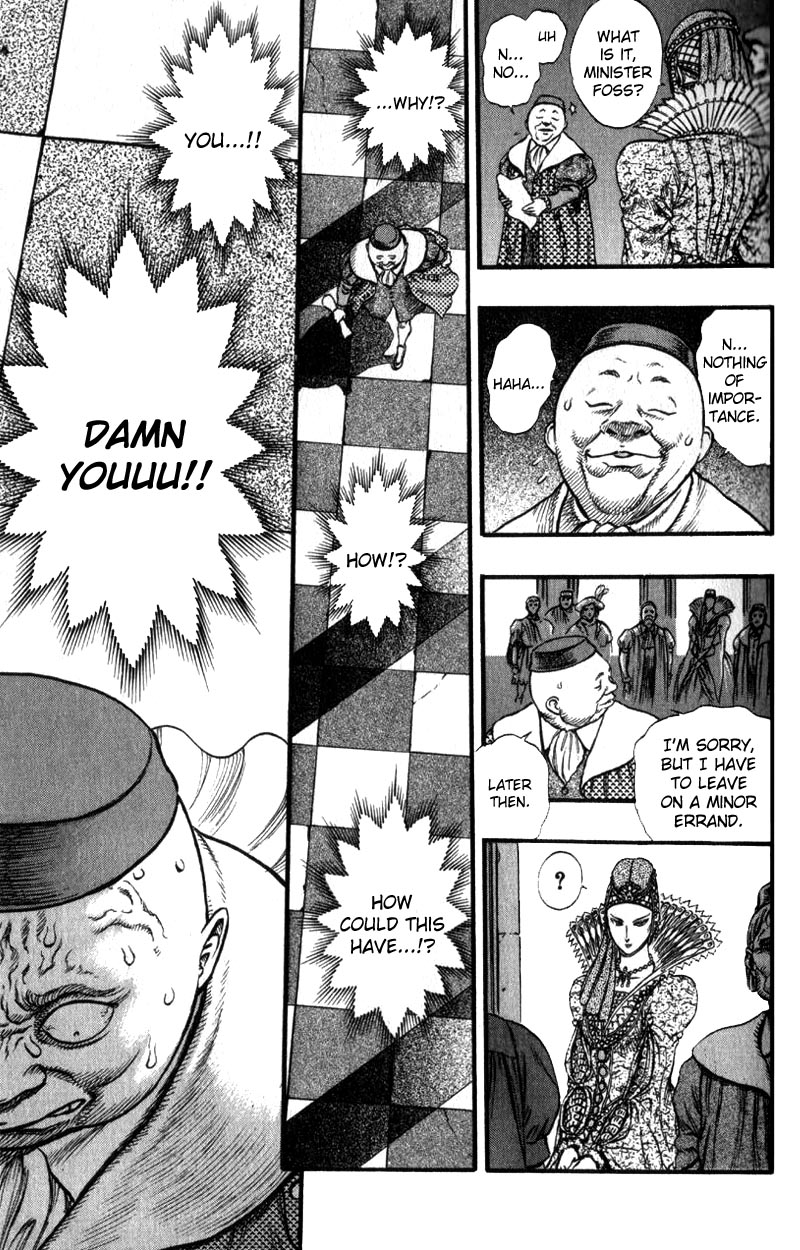 WHAT
IS IT,
MINISTER
FOSS?
UH
N...
NO...
N...
NOTHING
OF
IMPOR-
TANCE.
HAHA...
I'M SORRY,
BUT I HAVE
TO LEAVE
ON A MINOR
ERRAND.
LATER
THEN.
?
...WHY!?
HOW!?
HOW
COULD THIS
HAVE...!?
YOU...!!
DAMN
YOUUU!!